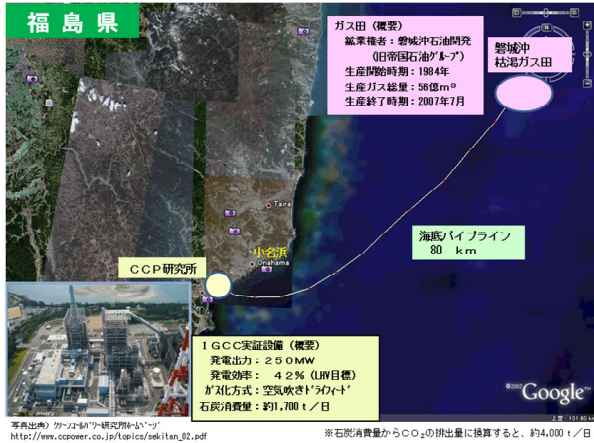 福島県
ガス田（概要）
鉱業権者：磐城沖石油開発
（旧帝国石油ｸﾞﾙｰﾌﾟ）
生産開始時期：1984年
生産ガス総量：56億m³
生産終了時期：2007年7月
磐城沖
枯渇ガス田
N
Taira
小名浜
Onahama
海底パイプライン
80 km
CCP研究所
IGCC実証設備（概要）
発電出力：250MW
発電効率： 42%（LHV目標）
ガス化方式：空気吹きﾄﾞﾗｲﾌｨｰﾄﾞ
石炭消費量：約1,700t／日
©2007 Google™
上空 101.60 km
写真出典）ｸﾘｰﾝｺｰﾙﾊﾟﾜｰ研究所ﾎｰﾑﾍﾟｰｼﾞ
http://www.ccpower.co.jp/topics/sekitan_02.pdf
※石炭消費量からCO₂の排出量に換算すると、約4,000t／日